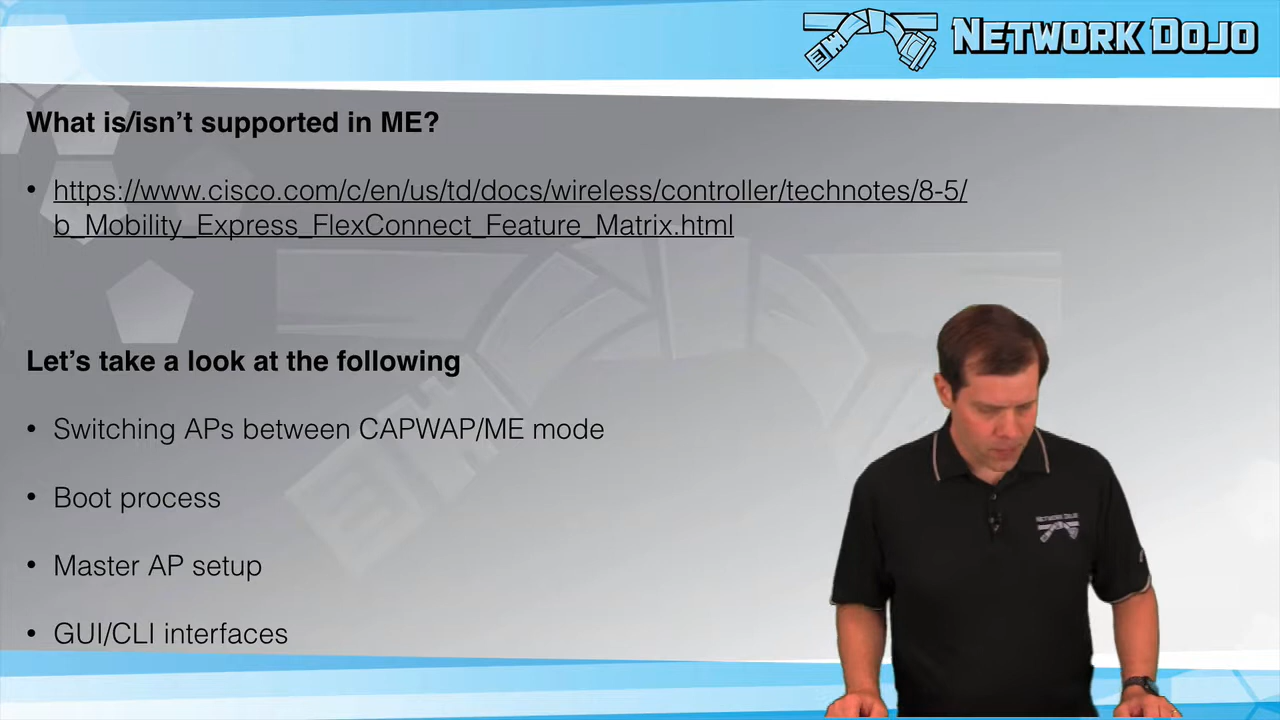 NETWORK DOJO
What is/isn't supported in ME?
• https://www.cisco.com/c/en/us/td/docs/wireless/controller/technotes/8-5/
b_Mobility_Express_FlexConnect_Feature_Matrix.html
Let's take a look at the following
• Switching APs between CAPWAP/ME mode
• Boot process
• Master AP setup
• GUI/CLI interfaces
NETWORK DOJO